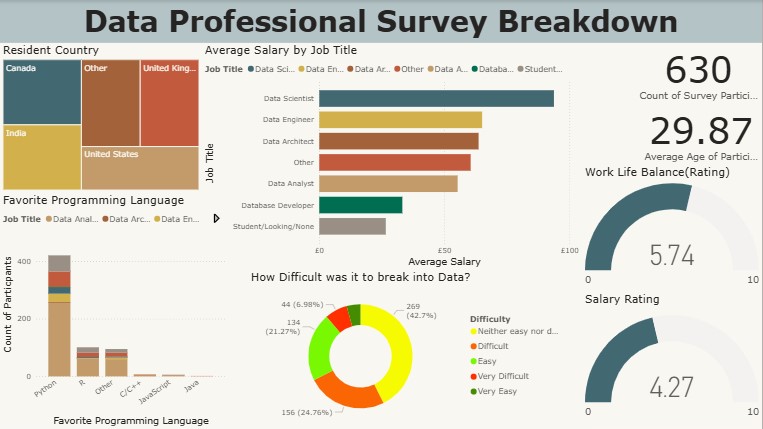 Data Professional Survey Breakdown
Resident Country
Canada
Other
United King...
India
United States
Average Salary by Job Title
Job Title Data Sci... Data En... Data Ar... Other Data A... Databa... Student...
Job Title
Data Scientist
Data Engineer
Data Architect
Other
Data Analyst
Database Developer
Student/Looking/None
£0 £50 £100
Average Salary
630
Count of Survey Partici...
29.87
Average Age of Partici...
Work Life Balance(Rating)
5.74
0 10
Salary Rating
4.27
0 10
Favorite Programming Language
Job Title Data Anal... Data Arc... Data En...
Count of Particpants
400
200
0
Python R Other C/C++ JavaScript Java
Favorite Programming Language
How Difficult was it to break into Data?
44 (6.98%)
269
(42.7%)
134
(21.27%)
156 (24.76%)
Difficulty
Neither easy nor d...
Difficult
Easy
Very Difficult
Very Easy